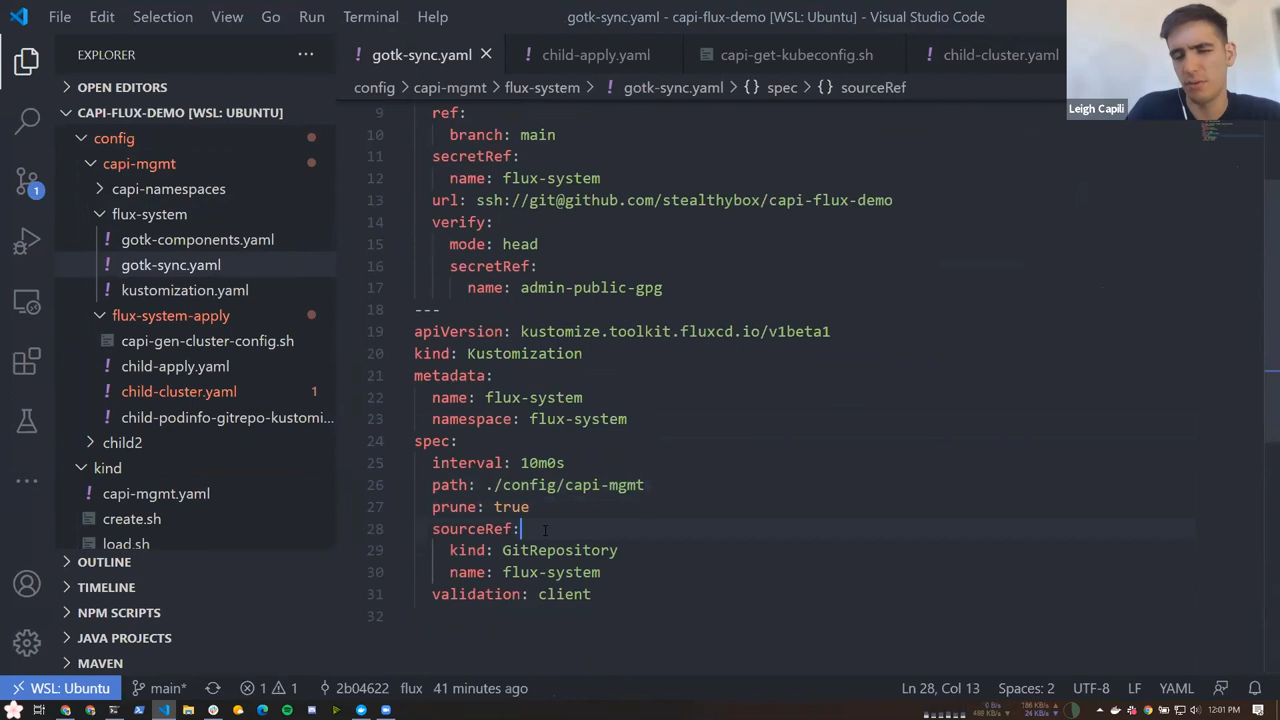 File Edit Selection View Go Run Terminal Help
gotk-sync.yaml - capi-flux-demo [WSL: Ubuntu] - Visual Studio Code
EXPLORER
OPEN EDITORS
CAPI-FLUX-DEMO [WSL: UBUNTU]
config
capi-mgmt
capi-namespaces
flux-system
gotk-components.yaml
gotk-sync.yaml
kustomization.yaml
flux-system-apply
capi-gen-cluster-config.sh
child-apply.yaml
child-cluster.yaml 1
child-podinfo-gitrepo-kustomi...
child2
kind
capi-mgmt.yaml
create.sh
load.sh
OUTLINE
TIMELINE
NPM SCRIPTS
JAVA PROJECTS
MAVEN
1
! gotk-sync.yaml
! child-apply.yaml
capi-get-kubeconfig.sh
! child-cluster.yaml
config > capi-mgmt > flux-system > ! gotk-sync.yaml > {} spec > {} sourceRef
9 ref:
10 branch: main
11 secretRef:
12 name: flux-system
13 url: ssh://git@github.com/stealthybox/capi-flux-demo
14 verify:
15 mode: head
16 secretRef:
17 name: admin-public-gpg
18 ---
19 apiVersion: kustomize.toolkit.fluxcd.io/v1beta1
20 kind: Kustomization
21 metadata:
22 name: flux-system
23 namespace: flux-system
24 spec:
25 interval: 10m0s
26 path: ./config/capi-mgmt
27 prune: true
28 sourceRef:
29 kind: GitRepository
30 name: flux-system
31 validation: client
32
Leigh Capili
WSL: Ubuntu main* 1 1 2b04622 flux 41 minutes ago
Ln 28, Col 13 Spaces: 2 UTF-8 LF YAML
12:01 PM